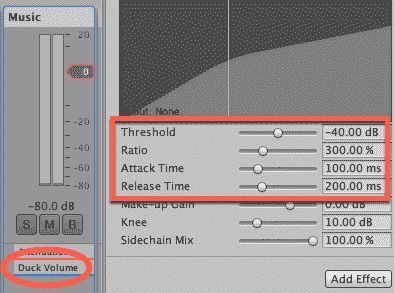 Music
20
0
-20
-40
-60
-80
-80.0 dB
S M B
Attenuation
Duck Volume
Input: None
Threshold -40.00 dB
Ratio 300.00 %
Attack Time 100.00 ms
Release Time 200.00 ms
Make-up Gain 0.00 dB
Knee 10.00 dB
Sidechain Mix 100.00 %
Add Effect